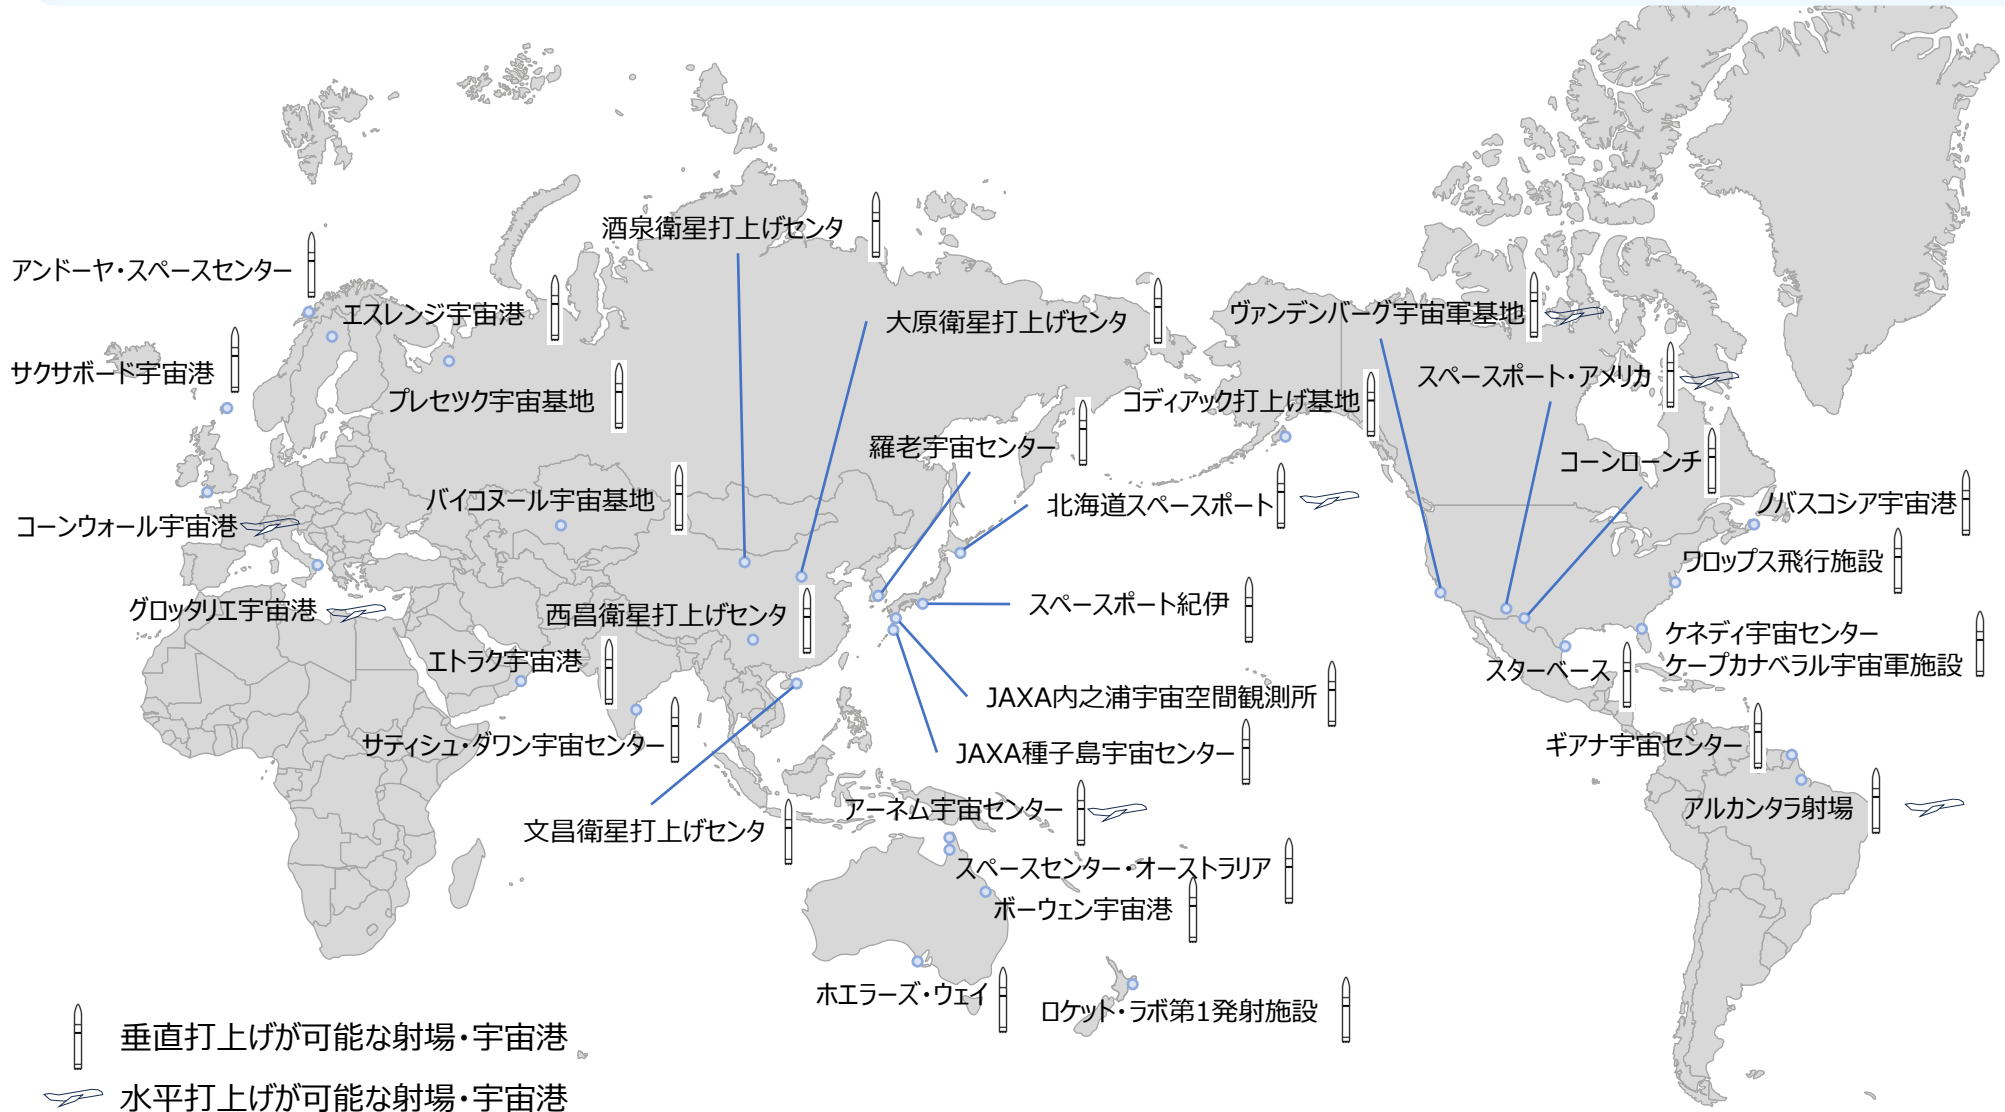 酒泉衛星打上げセンタ
アンドーヤ・スペースセンター
エスレンジ宇宙港
大原衛星打上げセンタ
ヴァンデンバーグ宇宙軍基地
サクサボード宇宙港
スペースポート・アメリカ
プレセツク宇宙基地
コディアック打上げ基地
羅老宇宙センター
コーンローンチ
バイコヌール宇宙基地
北海道スペースポート
ノバスコシア宇宙港
コーンウォール宇宙港
ワロップス飛行施設
グロッタリエ宇宙港
西昌衛星打上げセンタ
スペースポート紀伊
ケネディ宇宙センター
ケープカナベラル宇宙軍施設
エトラク宇宙港
スターベース
JAXA内之浦宇宙空間観測所
サティシュ・ダワン宇宙センター
JAXA種子島宇宙センター
ギアナ宇宙センター
アーネム宇宙センター
アルカンタラ射場
文昌衛星打上げセンタ
スペースセンター・オーストラリア
ボーウェン宇宙港
ホエラーズ・ウェイ
ロケット・ラボ第1発射施設
垂直打上げが可能な射場・宇宙港
水平打上げが可能な射場・宇宙港